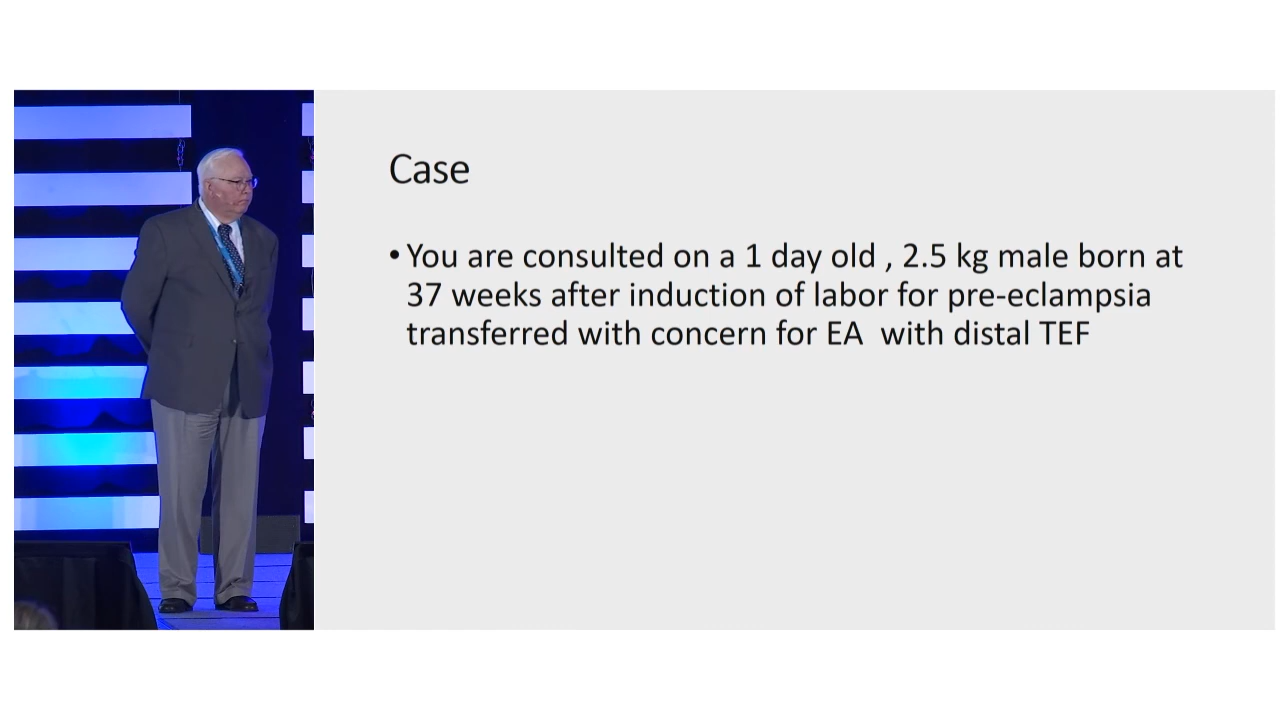 Case
• You are consulted on a 1 day old , 2.5 kg male born at
37 weeks after induction of labor for pre-eclampsia
transferred with concern for EA  with distal TEF